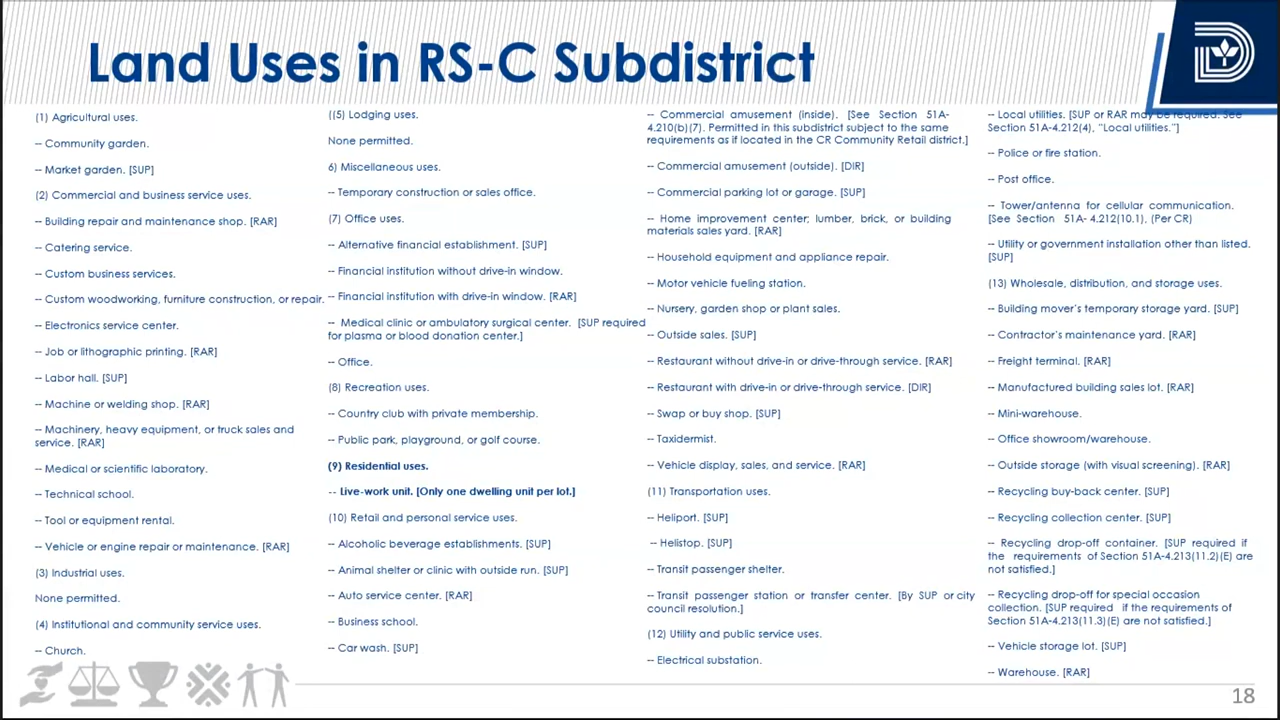 Land Uses in RS-C Subdistrict
(1) Agricultural uses.
-- Community garden.
-- Market garden. [SUP]
(2) Commercial and business service uses.
-- Building repair and maintenance shop. [RAR]
-- Catering service.
-- Custom business services.
-- Custom woodworking, furniture construction, or repair.
-- Electronics service center.
-- Job or lithographic printing. [RAR]
-- Labor hall. [SUP]
-- Machine or welding shop. [RAR]
-- Machinery, heavy equipment, or truck sales and
service. [RAR]
-- Medical or scientific laboratory.
-- Technical school.
-- Tool or equipment rental.
-- Vehicle or engine repair or maintenance. [RAR]
(3) Industrial uses.
None permitted.
(4) Institutional and community service uses.
-- Church.
((5) Lodging uses.
None permitted.
6) Miscellaneous uses.
-- Temporary construction or sales office.
(7) Office uses.
-- Alternative financial establishment. [SUP]
-- Financial institution without drive-in window.
-- Financial institution with drive-in window. [RAR]
-- Medical clinic or ambulatory surgical center. [SUP required
for plasma or blood donation center.]
-- Office.
(8) Recreation uses.
-- Country club with private membership.
-- Public park, playground, or golf course.
(9) Residential uses.
-- Live-work unit. [Only one dwelling unit per lot.]
(10) Retail and personal service uses.
-- Alcoholic beverage establishments. [SUP]
-- Animal shelter or clinic with outside run. [SUP]
-- Auto service center. [RAR]
-- Business school.
-- Car wash. [SUP]
-- Commercial amusement (inside). [See Section 51A-
4.210(b)(7). Permitted in this subdistrict subject to the same
requirements as if located in the CR Community Retail district.]
-- Commercial amusement (outside). [DIR]
-- Commercial parking lot or garage. [SUP]
-- Home improvement center; lumber, brick, or building
materials sales yard. [RAR]
-- Household equipment and appliance repair.
-- Motor vehicle fueling station.
-- Nursery, garden shop or plant sales.
-- Outside sales. [SUP]
-- Restaurant without drive-in or drive-through service. [RAR]
-- Restaurant with drive-in or drive-through service. [DIR]
-- Swap or buy shop. [SUP]
-- Taxidermist.
-- Vehicle display, sales, and service. [RAR]
(11) Transportation uses.
-- Heliport. [SUP]
-- Helistop. [SUP]
-- Transit passenger shelter.
-- Transit passenger station or transfer center. [By SUP or city
council resolution.]
(12) Utility and public service uses.
-- Electrical substation.
-- Local utilities. [SUP or RAR may be required. See
Section 51A-4.212(4), "Local utilities."]
-- Police or fire station.
-- Post office.
-- Tower/antenna for cellular communication.
[See Section 51A- 4.212(10.1), (Per CR)
-- Utility or government installation other than listed.
[SUP]
(13) Wholesale, distribution, and storage uses.
-- Building mover's temporary storage yard. [SUP]
-- Contractor's maintenance yard. [RAR]
-- Freight terminal. [RAR]
-- Manufactured building sales lot. [RAR]
-- Mini-warehouse.
-- Office showroom/warehouse.
-- Outside storage (with visual screening). [RAR]
-- Recycling buy-back center. [SUP]
-- Recycling collection center. [SUP]
-- Recycling drop-off container. [SUP required if
the requirements of Section 51A-4.213(11.2)(E) are
not satisfied.]
-- Recycling drop-off for special occasion
collection. [SUP required if the requirements of
Section 51A-4.213(11.3)(E) are not satisfied.]
-- Vehicle storage lot. [SUP]
-- Warehouse. [RAR]
18